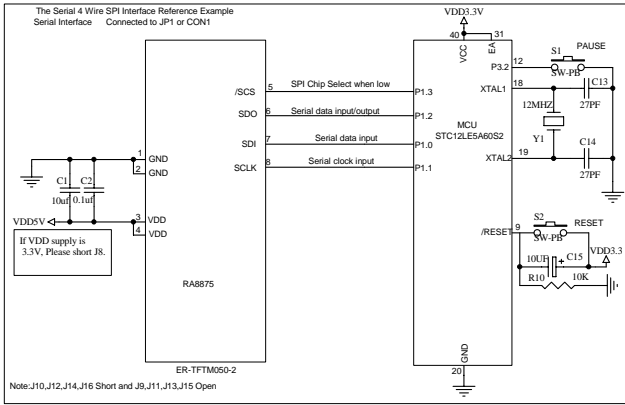 The Serial 4 Wire SPI Interface Reference Example
Serial Interface Connected to JP1 or CON1
VDD3.3V
40
31
VCC
EA
S1
PAUSE
P3.2
12
SW-PB
C13
XTAL1
18
27PF
12MHZ
Y1
MCU
STC12LE5A60S2
C14
XTAL2
19
27PF
/SCS
5
SPI Chip Select when low
P1.3
SDO
6
Serial data input/output
P1.2
SDI
7
Serial data input
P1.0
SCLK
8
Serial clock input
P1.1
1
GND
2
GND
C1
C2
10uf
0.1uf
VDD5V
3
VDD
4
VDD
If VDD supply is
3.3V, Please short J8.
RA8875
S2
RESET
/RESET
9
SW-PB
VDD3.3
10UF
+
C15
R10
10K
GND
20
ER-TFTM050-2
Note:J10,J12,J14,J16 Short and J9,J11,J13,J15 Open